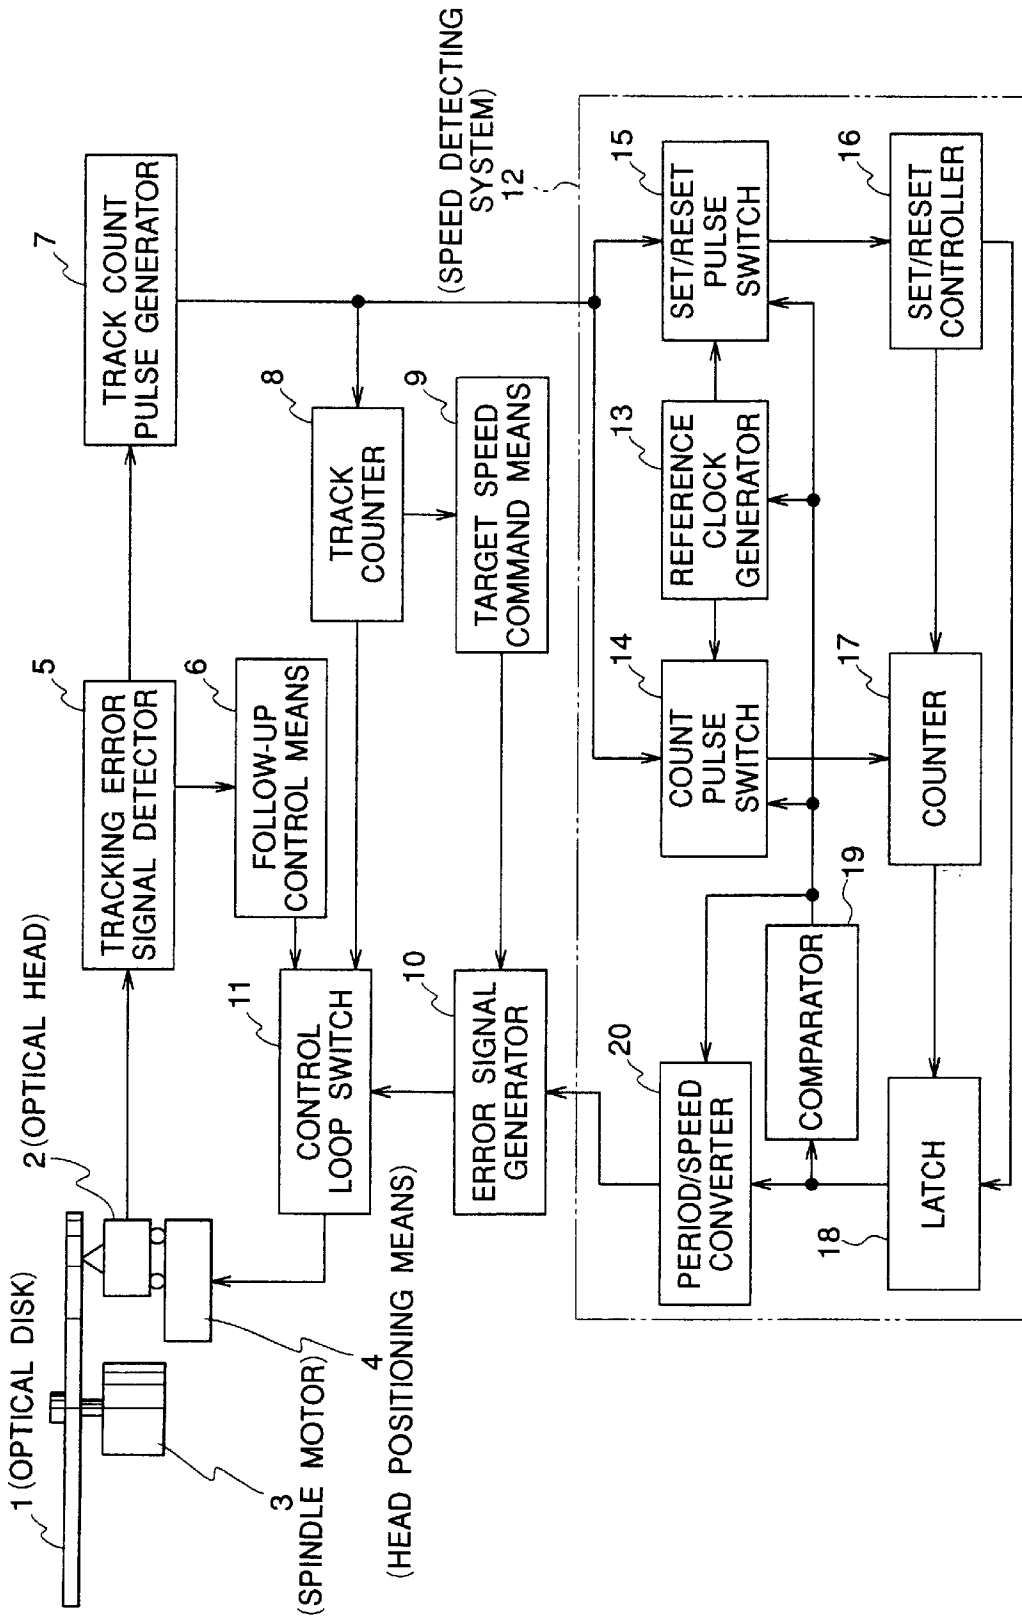 1 (OPTICAL DISK)
2 (OPTICAL HEAD)
3
(SPINDLE MOTOR)
4
(HEAD POSITIONING MEANS)
5
TRACKING ERROR
SIGNAL DETECTOR
6
FOLLOW-UP
CONTROL MEANS
7
TRACK COUNT
PULSE GENERATOR
8
TRACK
COUNTER
9
TARGET SPEED
COMMAND MEANS
10
ERROR SIGNAL
GENERATOR
11
CONTROL
LOOP SWITCH
(SPEED DETECTING
SYSTEM)
12
13
REFERENCE
CLOCK
GENERATOR
14
COUNT
PULSE
SWITCH
15
SET/RESET
PULSE
SWITCH
16
SET/RESET
CONTROLLER
17
COUNTER
18
LATCH
19
COMPARATOR
20
PERIOD/SPEED
CONVERTER